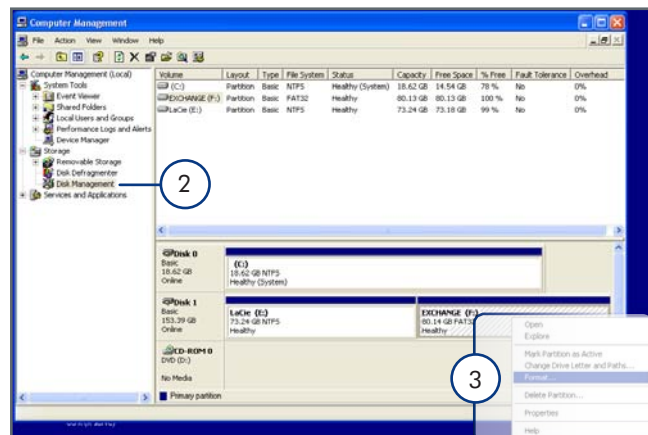 Computer Management
File Action View Window Help
Computer Management (Local)
System Tools
Event Viewer
Shared Folders
Local Users and Groups
Performance Logs and Alerts
Device Manager
Storage
Removable Storage
Disk Defragmenter
Disk Management
Services and Applications
2
Volume Layout Type File System Status Capacity Free Space % Free Fault Tolerance Overhead
(C:) Partition Basic NTFS Healthy (System) 18.62 GB 14.54 GB 78 % No 0%
EXCHANGE (F:) Partition Basic FAT32 Healthy 80.13 GB 80.13 GB 100 % No 0%
LaCie (E:) Partition Basic NTFS Healthy 73.24 GB 73.18 GB 99 % No 0%
Disk 0
Basic
18.62 GB
Online
(C:)
18.62 GB NTFS
Healthy (System)
Disk 1
Basic
153.39 GB
Online
LaCie (E:)
73.24 GB NTFS
Healthy
EXCHANGE (F:)
80.14 GB FAT32
Healthy
CD-ROM 0
DVD (D:)
No Media
Primary partition
3
Open
Explore
Mark Partition as Active
Change Drive Letter and Paths...
Format...
Delete Partition...
Properties
Help